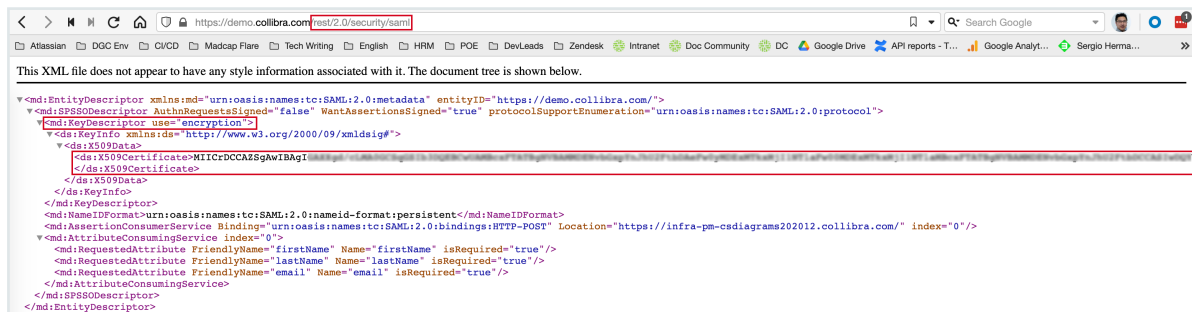 https://demo.collibra.com/rest/2.0/security/saml
Search Google
1
Atlassian DGC Env CI/CD Madcap Flare Tech Writing English HRM POE DevLeads Zendesk Intranet Doc Community DC Google Drive API reports - T… Google Analyt… Sergio Herma… »
This XML file does not appear to have any style information associated with it. The document tree is shown below.
▼<md:EntityDescriptor xmlns:md="urn:oasis:names:tc:SAML:2.0:metadata" entityID="https://demo.collibra.com/">
▼<md:SPSSODescriptor AuthnRequestsSigned="false" WantAssertionsSigned="true" protocolSupportEnumeration="urn:oasis:names:tc:SAML:2.0:protocol">
▼<md:KeyDescriptor use="encryption">
▼<ds:KeyInfo xmlns:ds="http://www.w3.org/2000/09/xmldsig#">
▼<ds:X509Data>
<ds:X509Certificate>MIICrDCCAZSgAwIBAgI
</ds:X509Certificate>
</ds:X509Data>
</ds:KeyInfo>
</md:KeyDescriptor>
<md:NameIDFormat>urn:oasis:names:tc:SAML:2.0:nameid-format:persistent</md:NameIDFormat>
<md:AssertionConsumerService Binding="urn:oasis:names:tc:SAML:2.0:bindings:HTTP-POST" Location="https://infra-pm-csdiagrams202012.collibra.com/" index="0"/>
▼<md:AttributeConsumingService index="0">
<md:RequestedAttribute FriendlyName="firstName" Name="firstName" isRequired="true"/>
<md:RequestedAttribute FriendlyName="lastName" Name="lastName" isRequired="true"/>
<md:RequestedAttribute FriendlyName="email" Name="email" isRequired="true"/>
</md:AttributeConsumingService>
</md:SPSSODescriptor>
</md:EntityDescriptor>